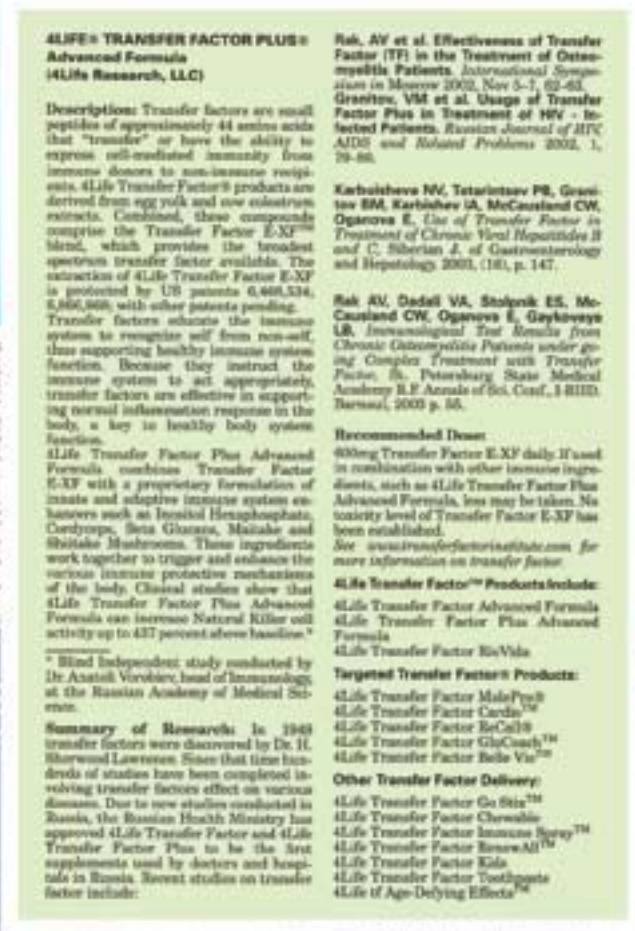 4LIFE® TRANSFER FACTOR PLUS®
Advanced Formula
(4Life Research, LLC)
Description: Transfer factors are small
peptides of approximately 44 amino acids
that "transfer" or have the ability to
express cell-mediated immunity from
immune donors to non-immune recipi-
ents. 4Life Transfer Factor® products are
derived from egg yolk and cow colostrum
extracts. Combined, these compounds
comprise the Transfer Factor E-XF™
blend, which provides the broadest
spectrum transfer factor available. The
extraction of 4Life Transfer Factor E-XF
is protected by US patents 6,468,534,
6,866,868; with other patents pending.
Transfer factors educate the immune
system to recognize self from non-self,
thus supporting healthy immune system
function. Because they instruct the
immune system to act appropriately,
transfer factors are effective in support-
ing normal inflammation response in the
body, a key to healthy body system
function.
4Life Transfer Factor Plus Advanced
Formula combines Transfer Factor
E-XF with a proprietary formulation of
innate and adaptive immune system en-
hancers such as Inositol Hexaphosphate,
Cordyceps, Beta Glucans, Maitake and
Shiitake Mushrooms. These ingredients
work together to trigger and enhance the
various immune protective mechanisms
of the body. Clinical studies show that
4Life Transfer Factor Plus Advanced
Formula can increase Natural Killer cell
activity up to 437 percent above baseline.*
* Blind Independent study conducted by
Dr. Anatoli Vorobiev, head of Immunology,
at the Russian Academy of Medical Sci-
ence.
Summary of Research: In 1949
transfer factors were discovered by Dr. H.
Sherwood Lawrence. Since that time hun-
dreds of studies have been completed in-
volving transfer factors effect on various
diseases. Due to new studies conducted in
Russia, the Russian Health Ministry has
approved 4Life Transfer Factor and 4Life
Transfer Factor Plus to be the first
supplements used by doctors and hospi-
tals in Russia. Recent studies on transfer
factor include:
Rak, AV et al. Effectiveness of Transfer
Factor (TF) in the Treatment of Osteo-
myelitis Patients. International Sympo-
sium in Moscow 2002, Nov 5-7, 62-63.
Granitov, VM et al. Usage of Transfer
Factor Plus in Treatment of HIV - In-
fected Patients. Russian Journal of HIV,
AIDS and Related Problems 2002, 1,
79-80.
Karbuisheva NV, Tatarintsev PB, Grani-
tov BM, Karbishev IA, McCausland CW,
Oganova E, Use of Transfer Factor in
Treatment of Chronic Viral Hepatitides B
and C, Siberian J. of Gastroenterology
and Hepatology, 2003, (16), p. 147.
Rak AV, Dadali VA, Stolpnik ES, Mc-
Causland CW, Oganova E, Gaykovaya
LB, Immunological Test Results from
Chronic Osteomyelitis Patients under go-
ing Complex Treatment with Transfer
Factor, St. Petersburg State Medical
Academy R.F. Annals of Sci. Conf.,
Barnaul, 2003 p. 55.
Recommended Dose:
600mg Transfer Factor E-XF daily. If used
in combination with other immune ingre-
dients, such as 4Life Transfer Factor Plus
Advanced Formula, less may be taken. No
toxicity level of Transfer Factor E-XF has
been established.
See www.transferfactorinstitute.com for
more information on transfer factor.
4Life Transfer Factor™ Products Include:
4Life Transfer Factor Advanced Formula
4Life Transfer Factor Plus Advanced
Formula
4Life Transfer Factor RioVida
Targeted Transfer Factor® Products:
4Life Transfer Factor MalePro®
4Life Transfer Factor Cardio™
4Life Transfer Factor ReCall®
4Life Transfer Factor GluCoach™
4Life Transfer Factor Belle Vie™
Other Transfer Factor Delivery:
4Life Transfer Factor Go Stix™
4Life Transfer Factor Chewable
4Life Transfer Factor Immune Spray™
4Life Transfer Factor RenewAll™
4Life Transfer Factor Kids
4Life Transfer Factor Toothpaste
4Life tf Age-Defying Effects™